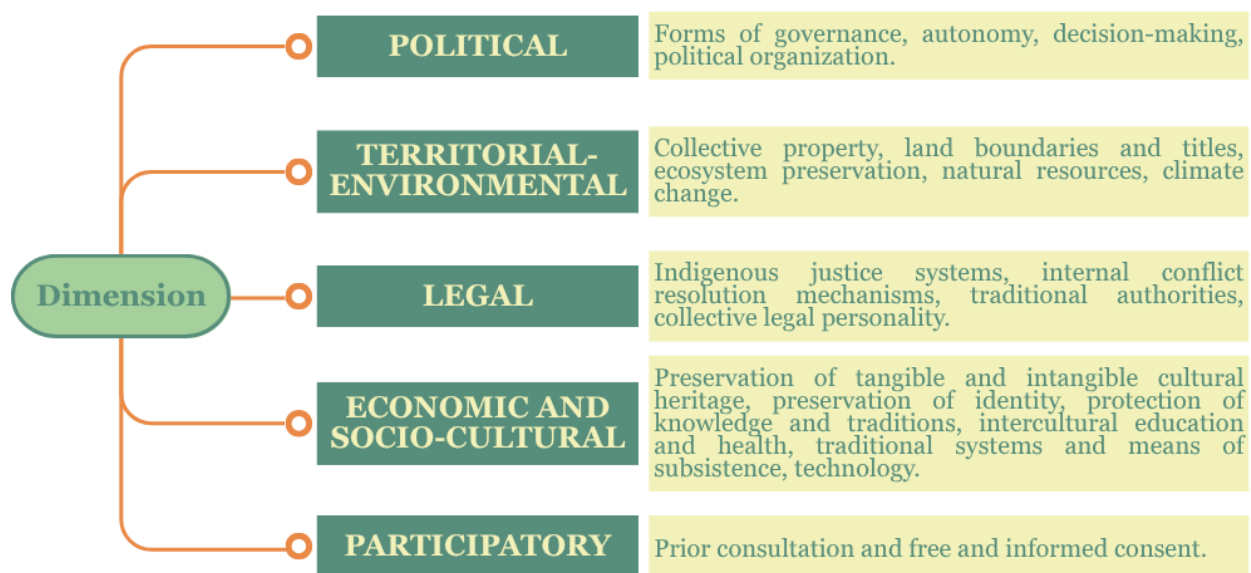 POLITICAL
Forms of governance, autonomy, decision-making,
political organization.
TERRITORIAL-
ENVIRONMENTAL
Collective property, land boundaries and titles,
ecosystem preservation, natural resources, climate
change.
Dimension
LEGAL
Indigenous justice systems, internal conflict
resolution mechanisms, traditional authorities,
collective legal personality.
ECONOMIC AND
SOCIO-CULTURAL
Preservation of tangible and intangible cultural
heritage, preservation of identity, protection of
knowledge and traditions, intercultural education
and health, traditional systems and means of
subsistence, technology.
PARTICIPATORY
Prior consultation and free and informed consent.